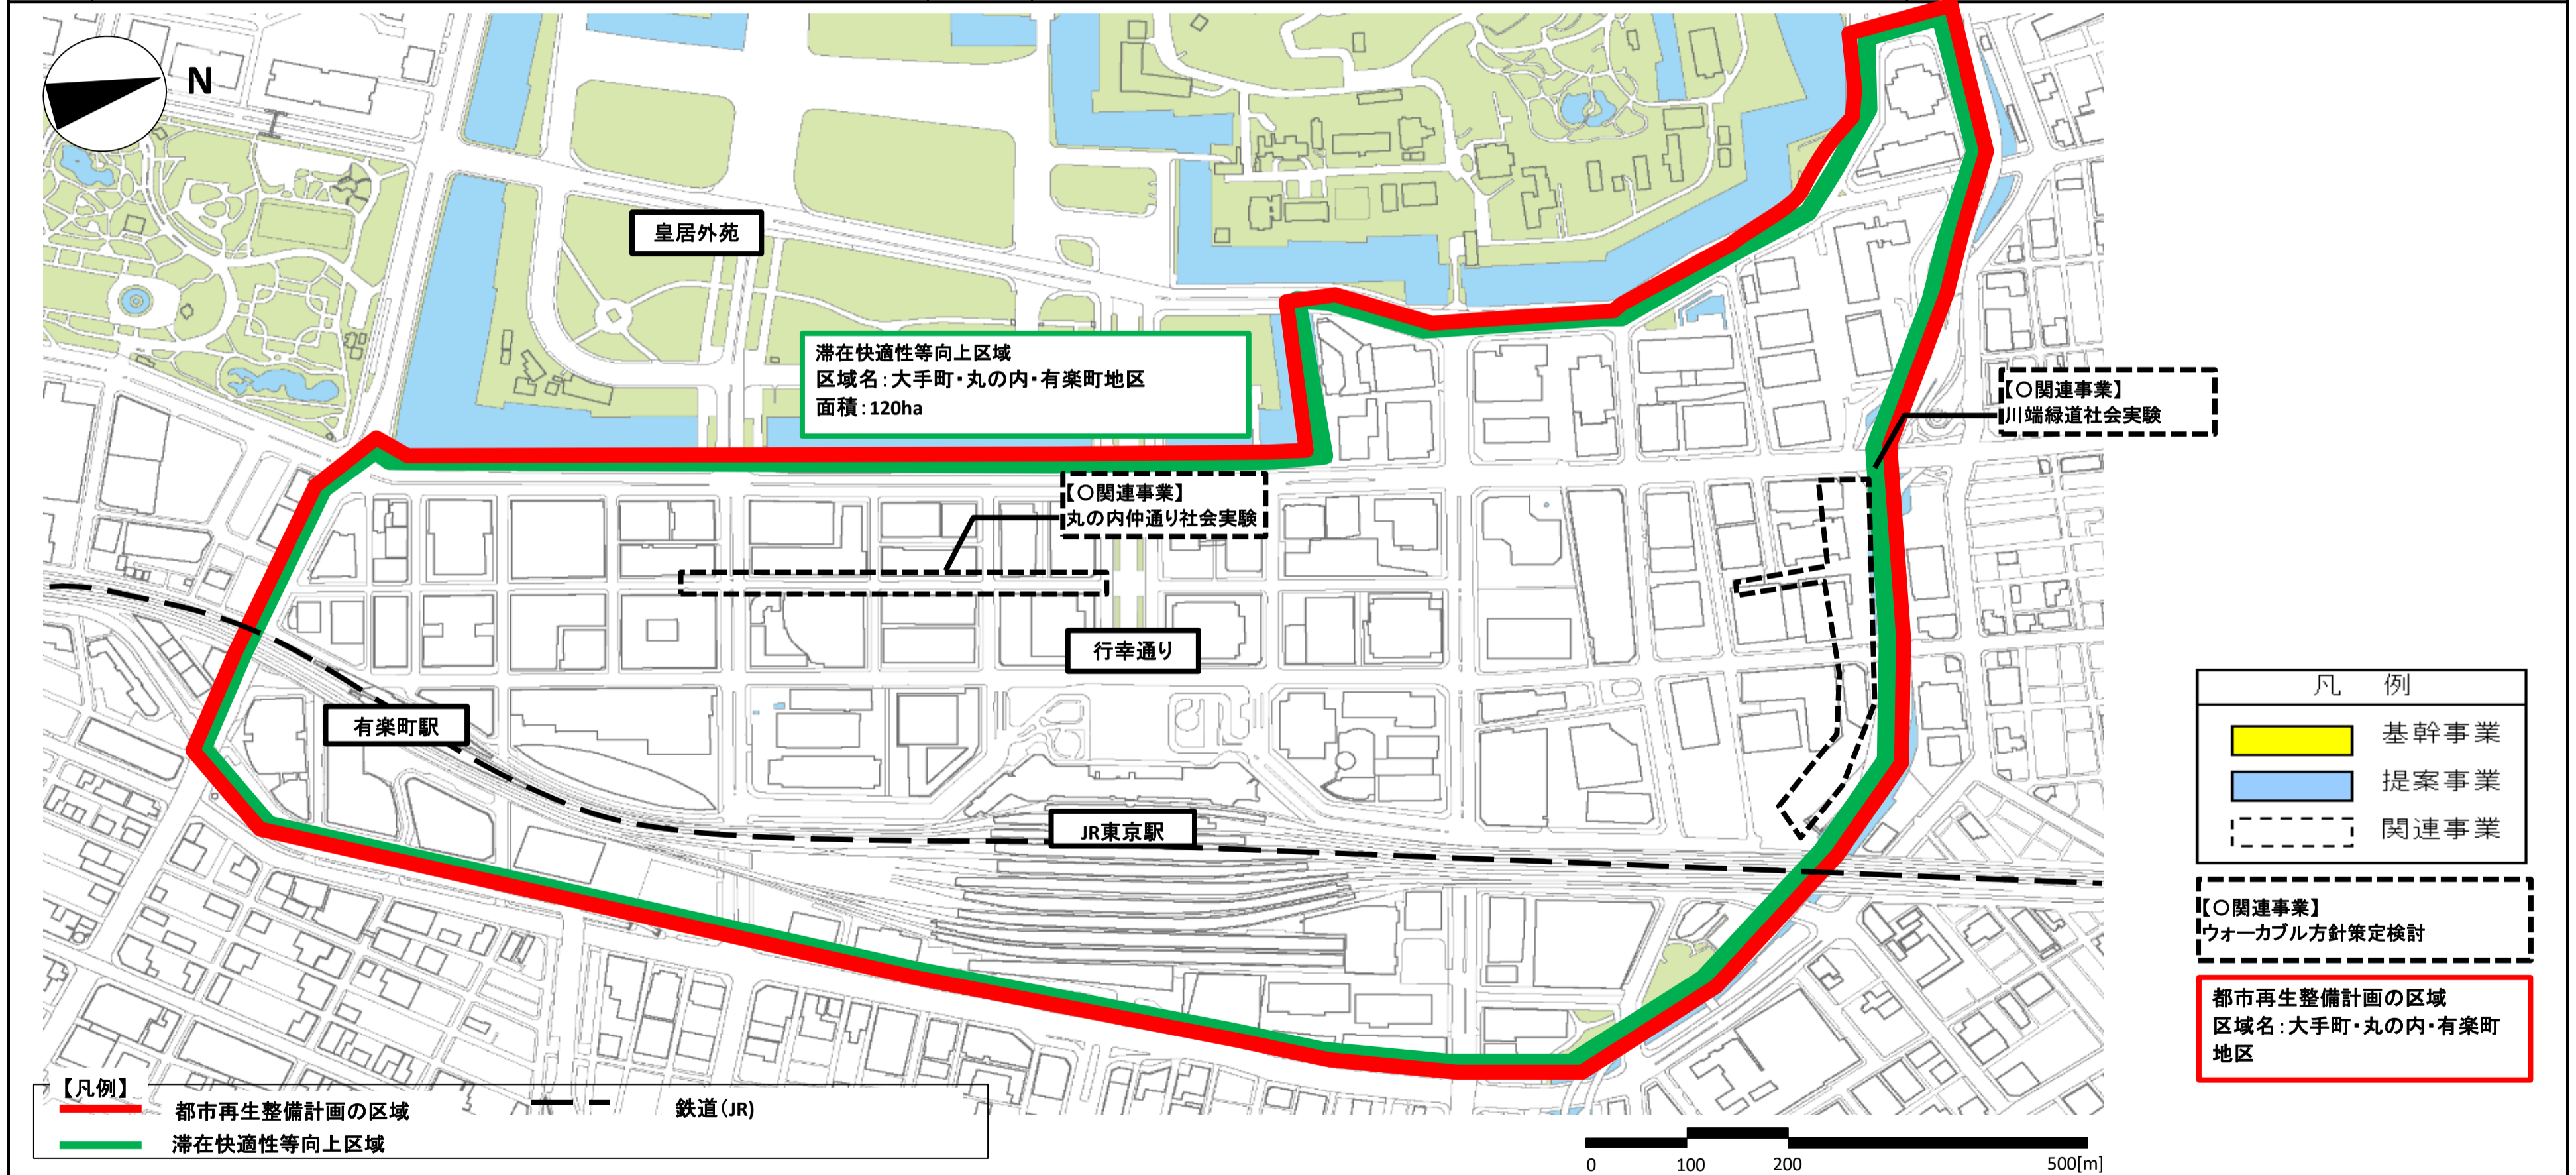 N
皇居外苑
滞在快適性等向上区域
区域名：大手町・丸の内・有楽町地区
面積：120ha
【○関連事業】
川端緑道社会実験
【○関連事業】
丸の内仲通り社会実験
行幸通り
有楽町駅
JR東京駅
凡　例
基幹事業
提案事業
関連事業
【○関連事業】
ウォーカブル方針策定検討
都市再生整備計画の区域
区域名：大手町・丸の内・有楽町
地区
【凡例】
都市再生整備計画の区域
鉄道（JR)
滞在快適性等向上区域
0 100 200 500[m]